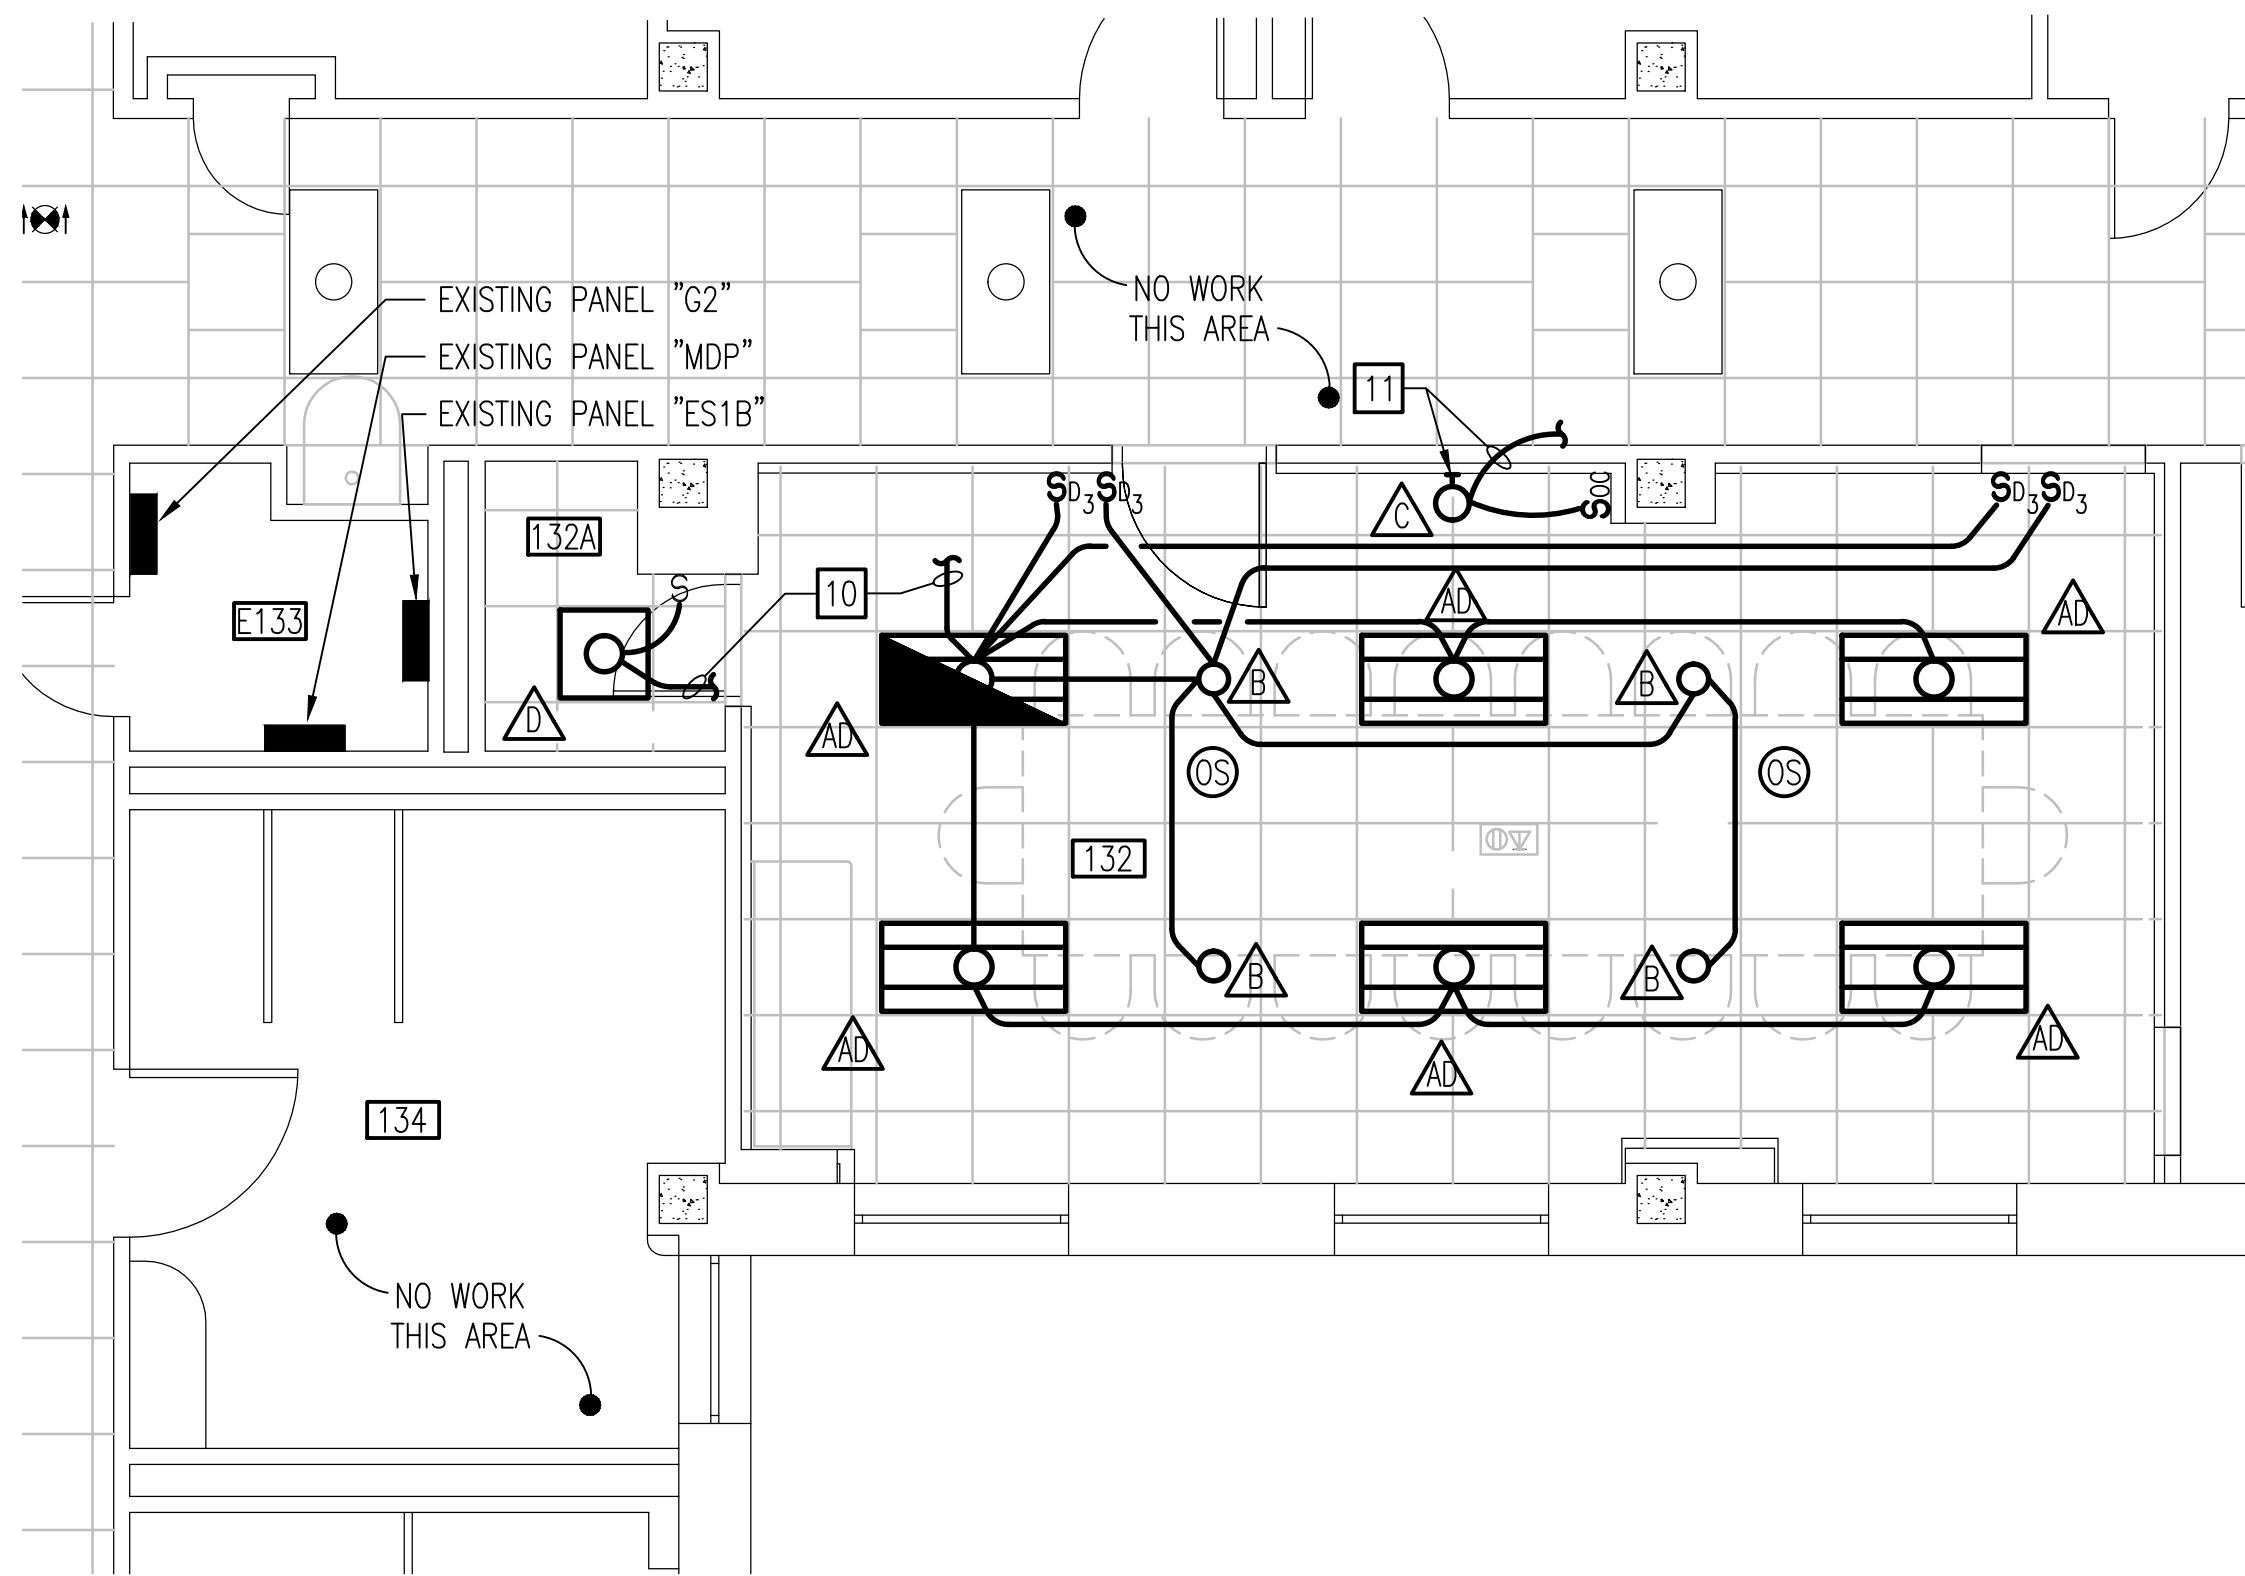 EXISTING PANEL "G2"
EXISTING PANEL "MDP"
EXISTING PANEL "ES1B"
NO WORK
THIS AREA
11
SD3
SD3
C
SOC
SD3
SD3
132A
S
10
E133
AD
AD
D
B
B
AD
OS
OS
132
B
B
AD
AD
AD
134
NO WORK
THIS AREA